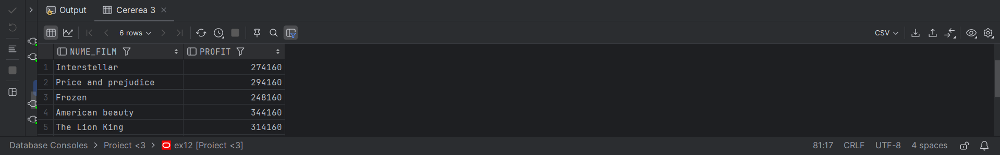 Output Cererea 3
6 rows CSV
NUME_FILM PROFIT
1 Interstellar 274160
2 Price and prejudice 294160
3 Frozen 248160
4 American beauty 344160
5 The Lion King 314160
Database Consoles Proiect <3 ex12 [Proiect <3] 81:17 CRLF UTF-8 4 spaces